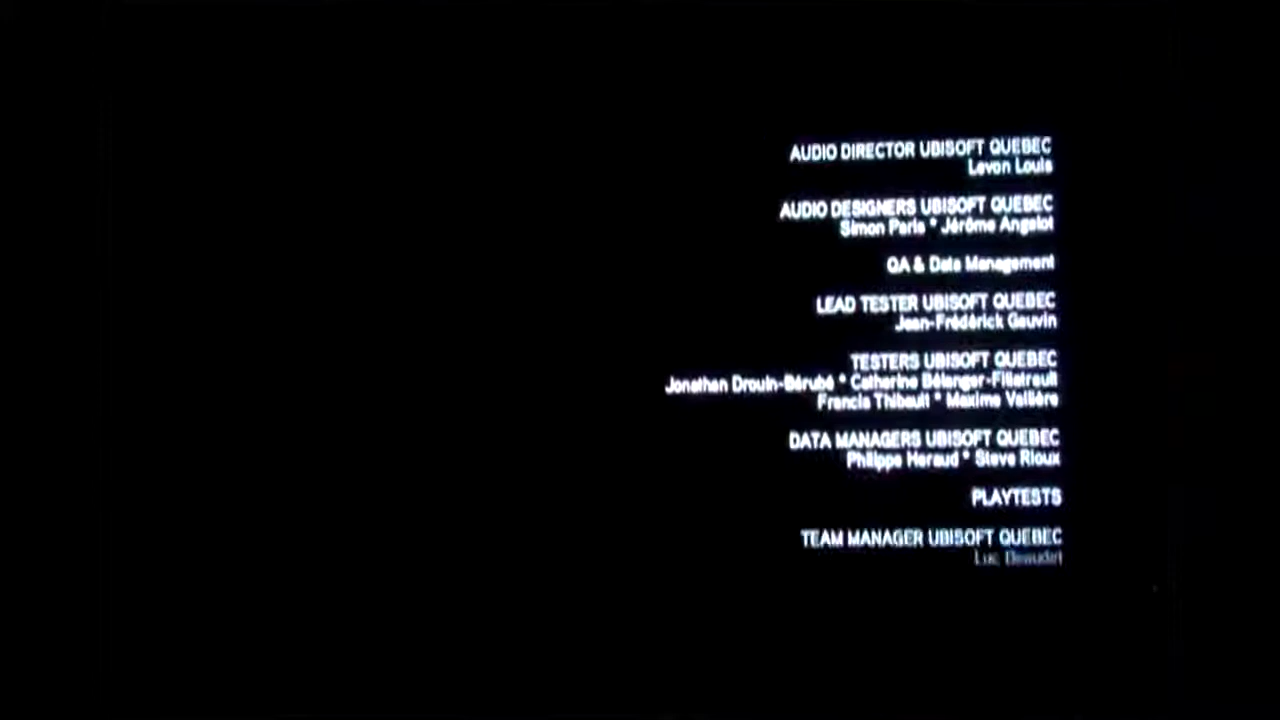 AUDIO DIRECTOR UBISOFT QUEBEC
Levon Louis
AUDIO DESIGNERS UBISOFT QUEBEC
Simon Paris * Jérôme Angelot
QA & Data Management
LEAD TESTER UBISOFT QUEBEC
Jean-Frédérick Gauvin
TESTERS UBISOFT QUEBEC
Jonathan Drouin-Bérubé * Catherine Bélanger-Filiatrault
Francis Thibault * Maxime Vallière
DATA MANAGERS UBISOFT QUEBEC
Philippe Heraud * Steve Rioux
PLAYTESTS
TEAM MANAGER UBISOFT QUEBEC
Luc